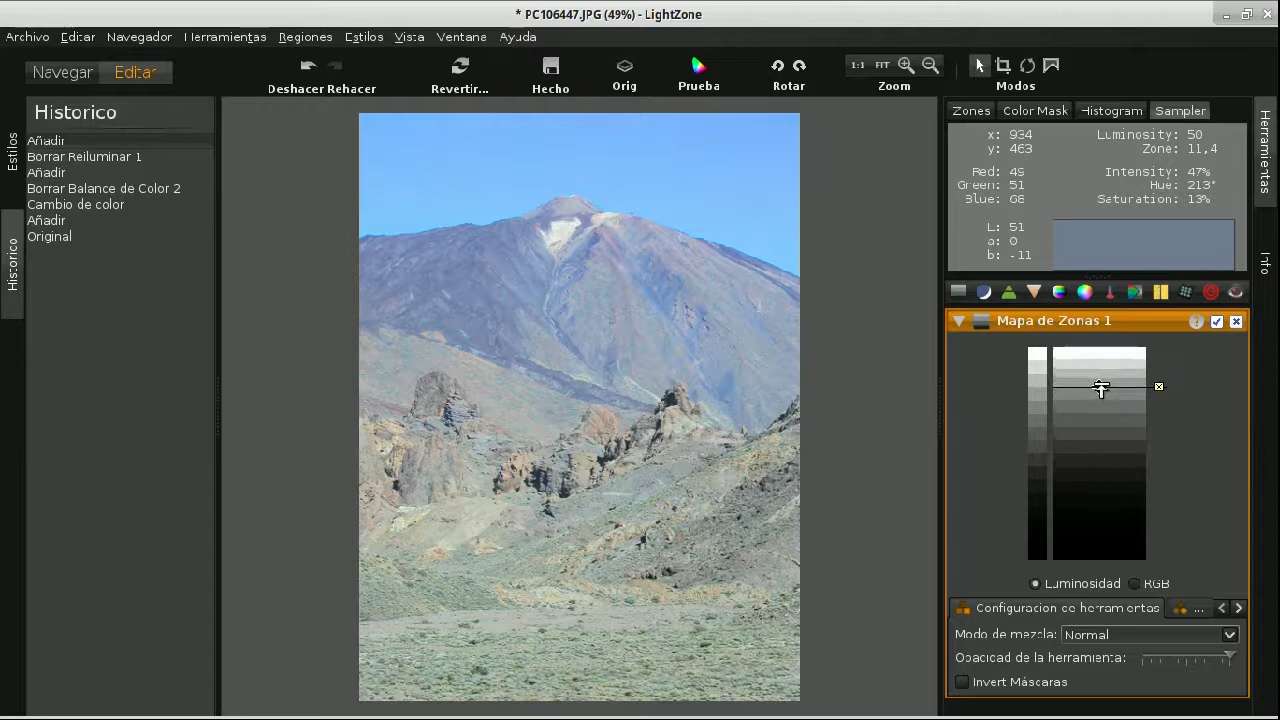 * PC106447.JPG (49%) - LightZone
Archivo Editar Navegador Herramientas Regiones Estilos Vista Ventana Ayuda
Navegar Editar
Deshacer Rehacer Revertir... Hecho Orig Prueba Rotar 1:1 FIT Zoom Modos
Estilos
Historico
Historico
Añadir
Borrar Reiluminar 1
Añadir
Borrar Balance de Color 2
Cambio de color
Añadir
Original
Zones Color Mask Histogram Sampler
x: 934 Luminosity: 50
y: 463 Zone: 11,4
Red: 49 Intensity: 47%
Green: 51 Hue: 213°
Blue: 68 Saturation: 13%
L: 51
a: 0
b: -11
Herramientas
Info
Mapa de Zonas 1 ?
Luminosidad RGB
Configuracion de herramientas ...
Modo de mezcla: Normal
Opacidad de la herramienta:
Invert Máscaras